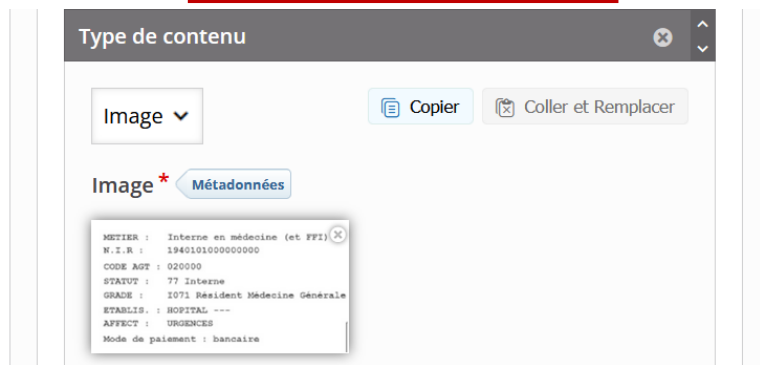 Type de contenu
Image
Copier
Coller et Remplacer
Image *
Métadonnées
METIER : Interne en médecine (et FFI)
N.I.R : 1940101000000000
CODE AGT : 020000
STATUT : 77 Interne
GRADE : I071 Résident Médecine Générale
ETABLIS. : HOPITAL ---
AFFECT : URGENCES
Mode de paiement : bancaire